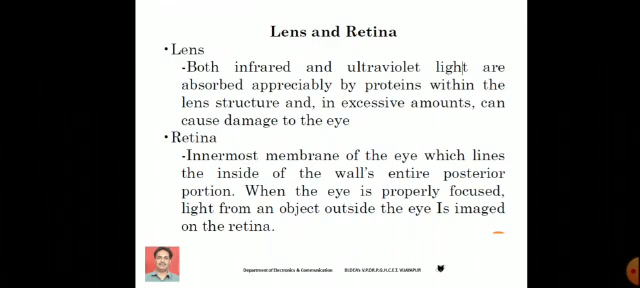 Lens and Retina
• Lens
-Both infrared and ultraviolet light are
absorbed appreciably by proteins within the
lens structure and, in excessive amounts, can
cause damage to the eye
• Retina
-Innermost membrane of the eye which lines
the inside of the wall's entire posterior
portion. When the eye is properly focused,
light from an object outside the eye Is imaged
on the retina.
Department of Electronics & Communication BLDEA's V.P.DR.P.G.H.C.E.T. VIJAYAPUR